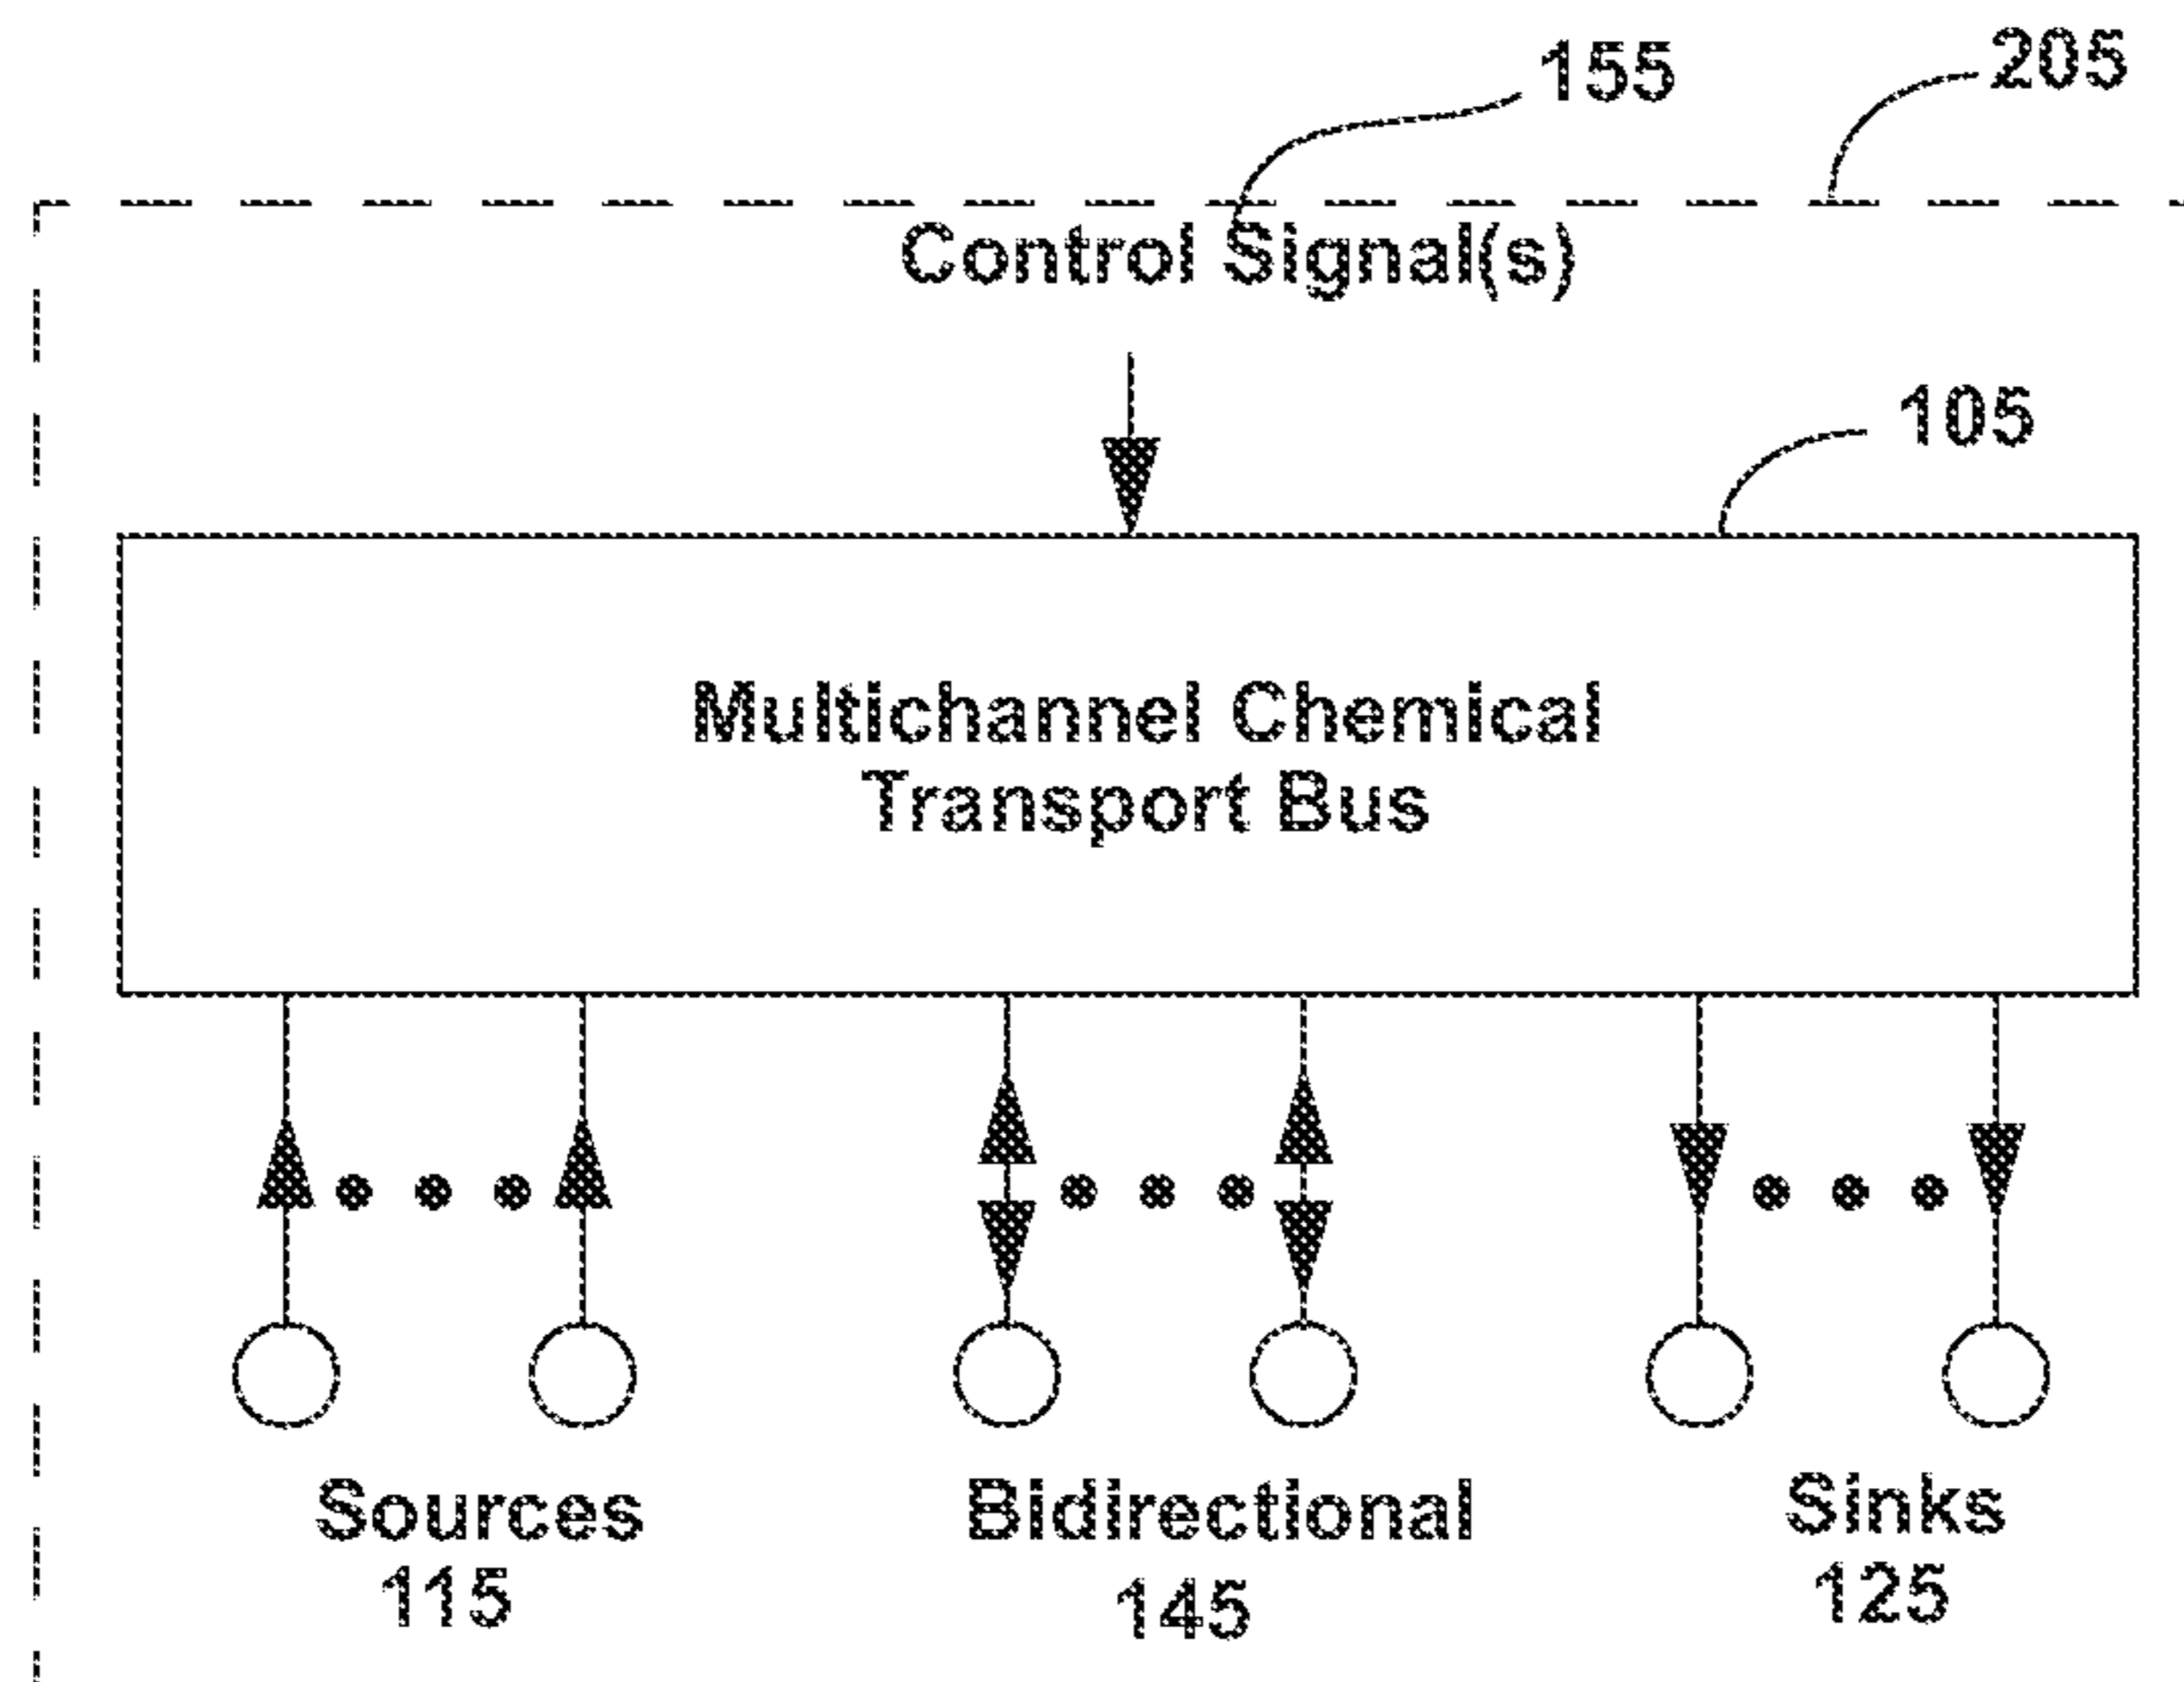 155
205
Control Signal(s)
105
Multichannel Chemical
Transport Bus
Sources
115
Bidirectional
145
Sinks
125